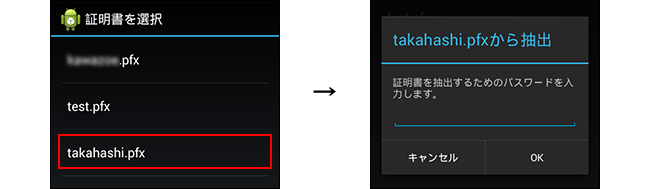 証明書を選択
.pfx
test.pfx
takahashi.pfx
→
takahashi.pfxから抽出
証明書を抽出するためのパスワードを入
力します。
キャンセル
OK